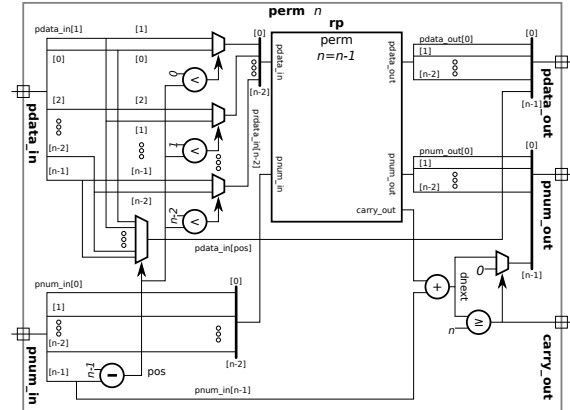 perm n
rp
perm
n=n-1
pdata_in[1]
[1]
[0]
[0]
[0]
0
<
[n-2]
pdata_in
pdata_out
pdata_out[0]
[1]
[n-2]
[0]
[n-1]
pdata_in
[2]
[2]
[1]
1
<
prdata_in[n-2]
pdata_out
[n-2]
[n-1]
[n-1]
[n-2]
n-2
<
pnum_in
pnum_out
carry_out
pnum_out[0]
[1]
[n-2]
[0]
[n-1]
pnum_out
pdata_in[pos]
pnum_in[0]
[1]
[n-2]
[n-1]
[0]
[n-2]
pnum_in
n-1
−
pos
pnum_in[n-1]
+
dnext
0
n
≥
carry_out